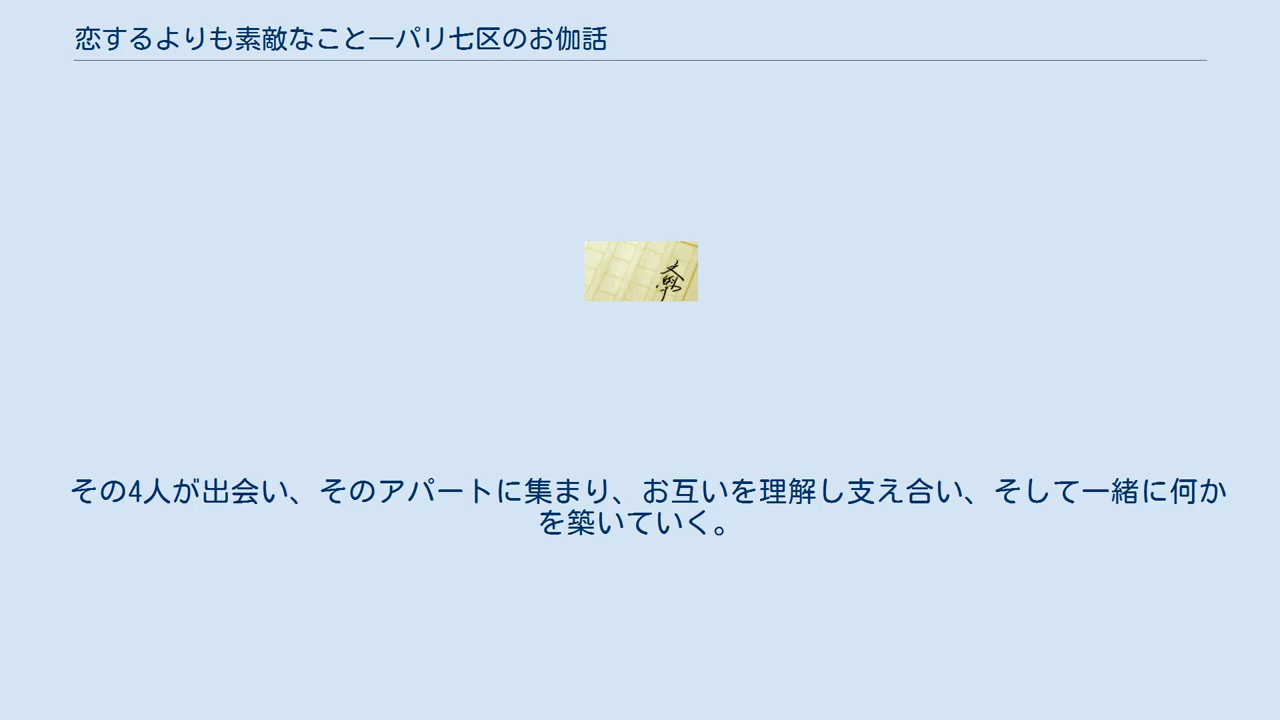 恋するよりも素敵なこと―パリ七区のお伽話
その4人が出会い、そのアパートに集まり、お互いを理解し支え合い、そして一緒に何か
を築いていく。